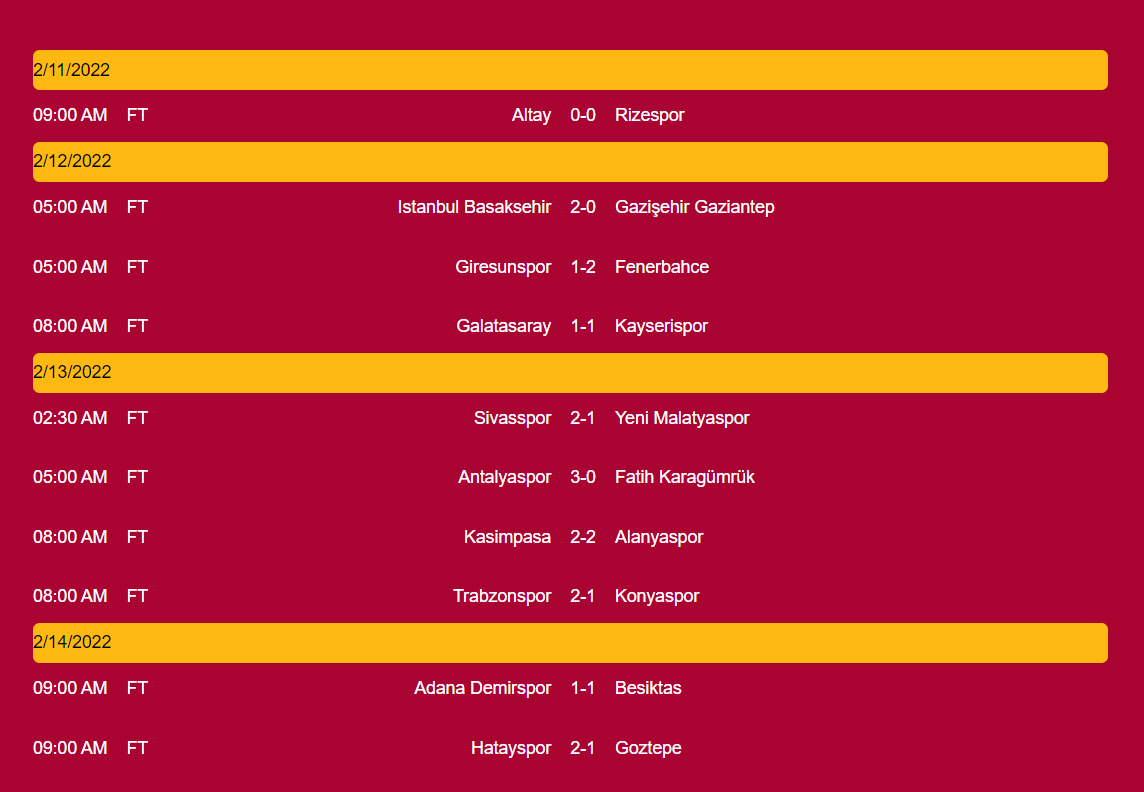 2/11/2022
09:00 AM FT Altay 0-0 Rizespor
2/12/2022
05:00 AM FT Istanbul Basaksehir 2-0 Gazişehir Gaziantep
05:00 AM FT Giresunspor 1-2 Fenerbahce
08:00 AM FT Galatasaray 1-1 Kayserispor
2/13/2022
02:30 AM FT Sivasspor 2-1 Yeni Malatyaspor
05:00 AM FT Antalyaspor 3-0 Fatih Karagümrük
08:00 AM FT Kasimpasa 2-2 Alanyaspor
08:00 AM FT Trabzonspor 2-1 Konyaspor
2/14/2022
09:00 AM FT Adana Demirspor 1-1 Besiktas
09:00 AM FT Hatayspor 2-1 Goztepe